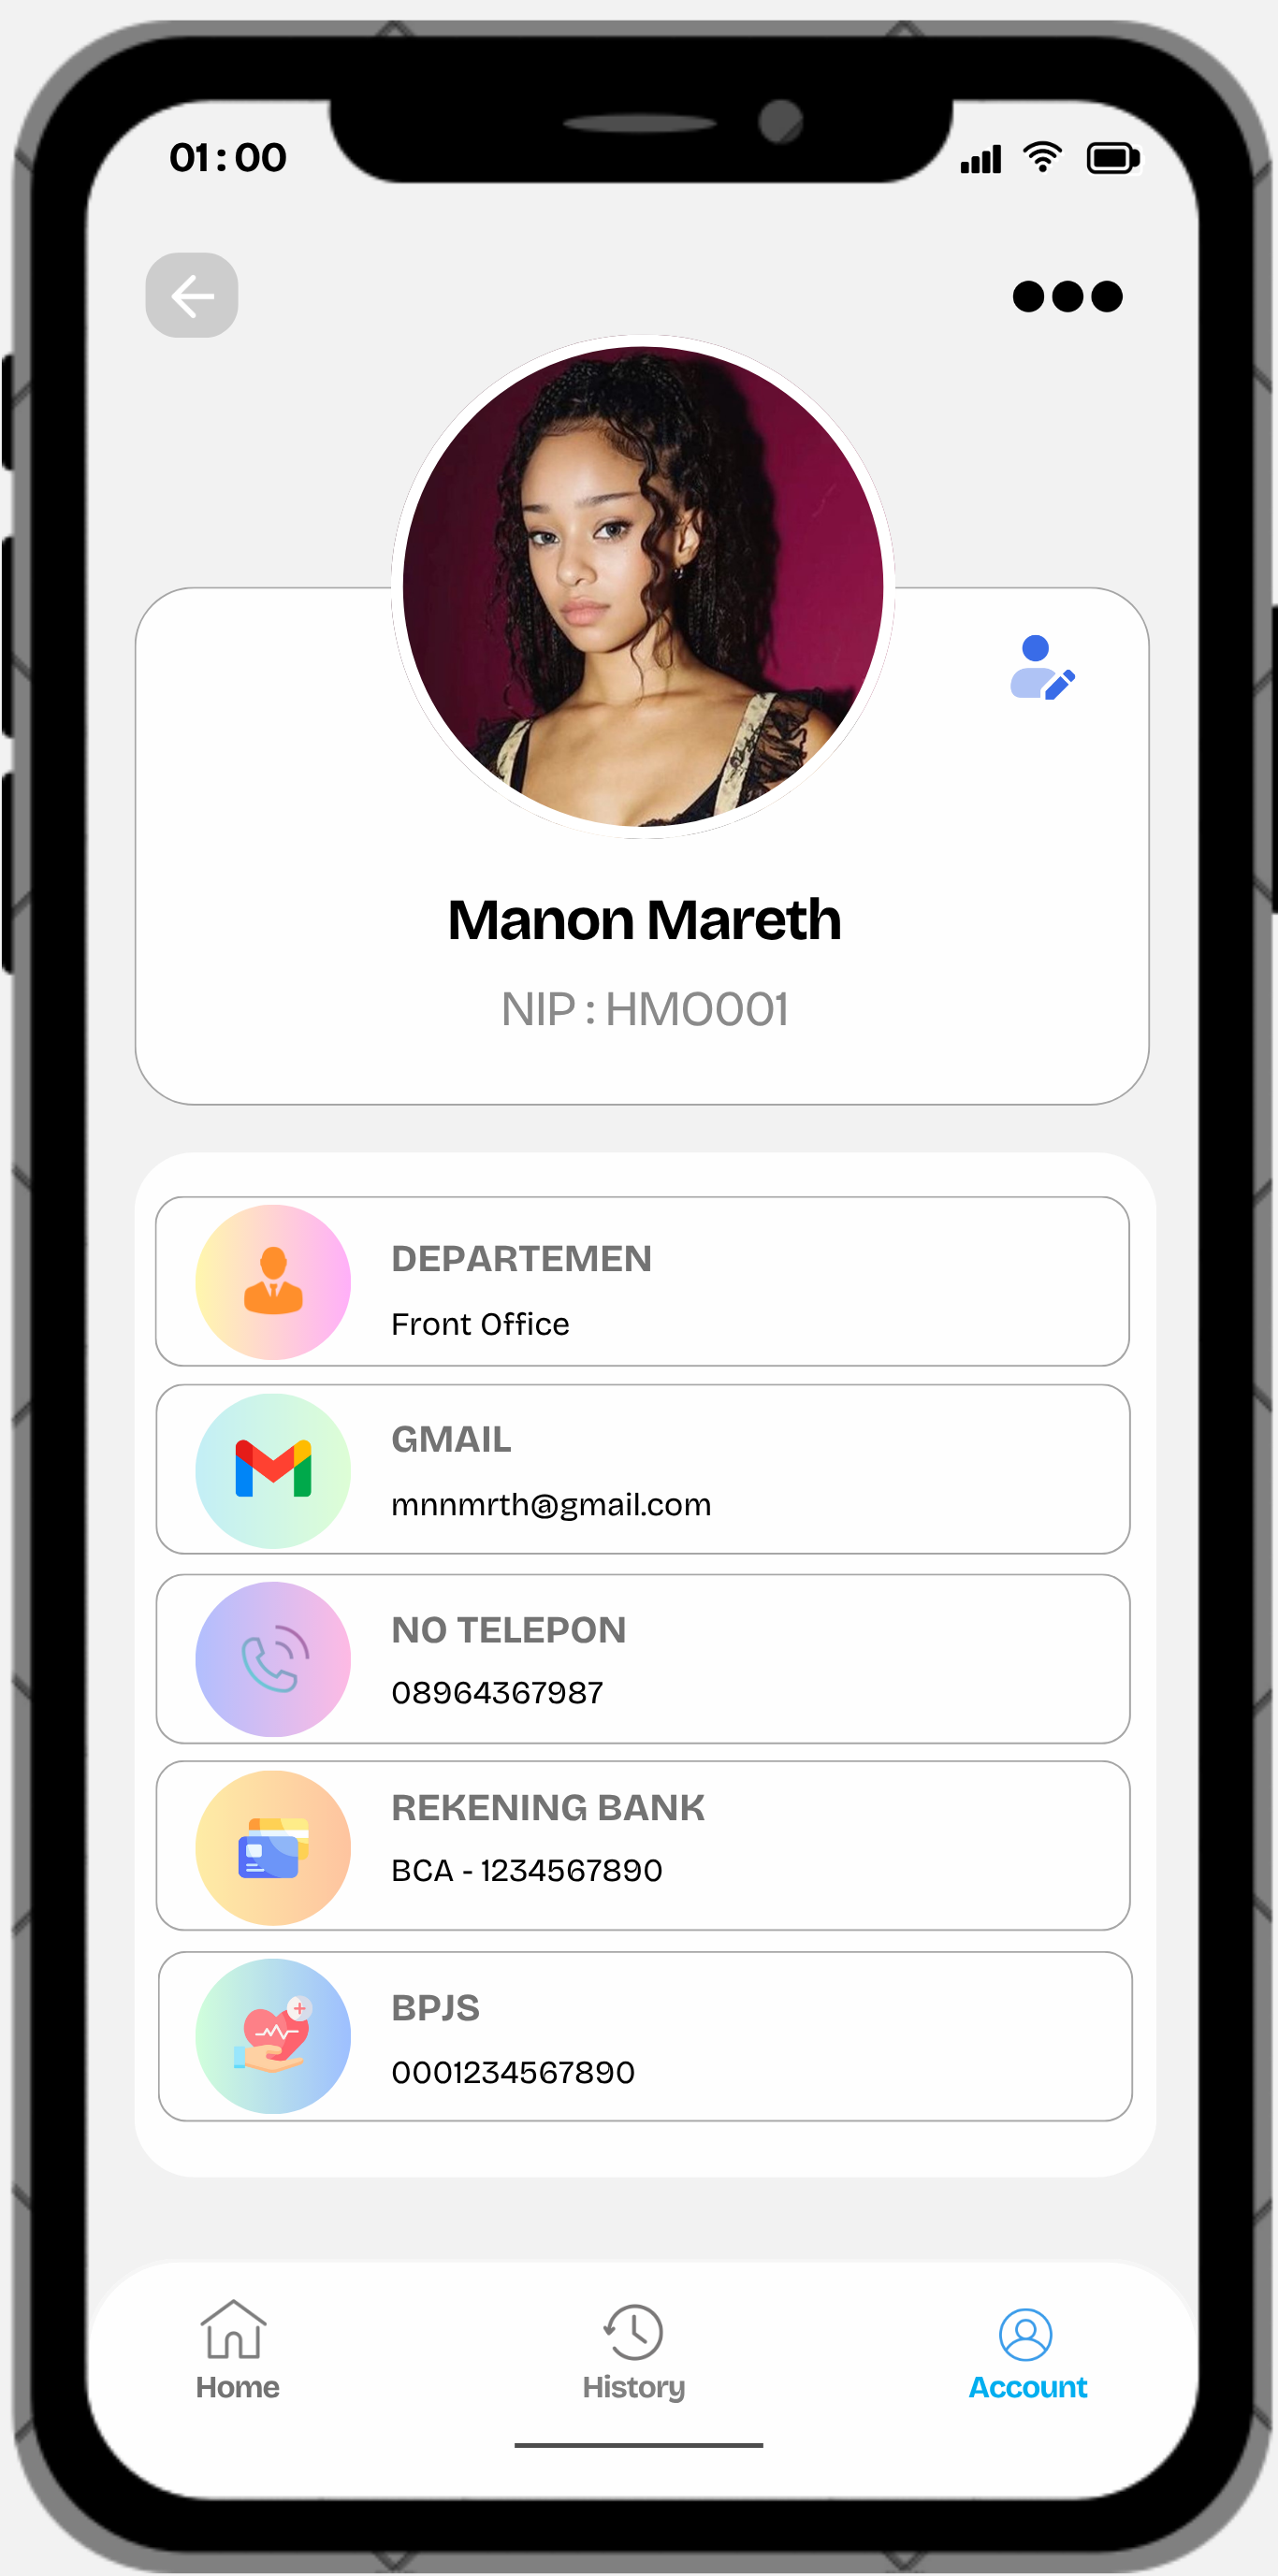 01 : 00
Manon Mareth
NIP : HMO001
DEPARTEMEN
Front Office
GMAIL
mnnmrth@gmail.com
NO TELEPON
08964367987
REKENING BANK
BCA - 1234567890
BPJS
0001234567890
Home
History
Account